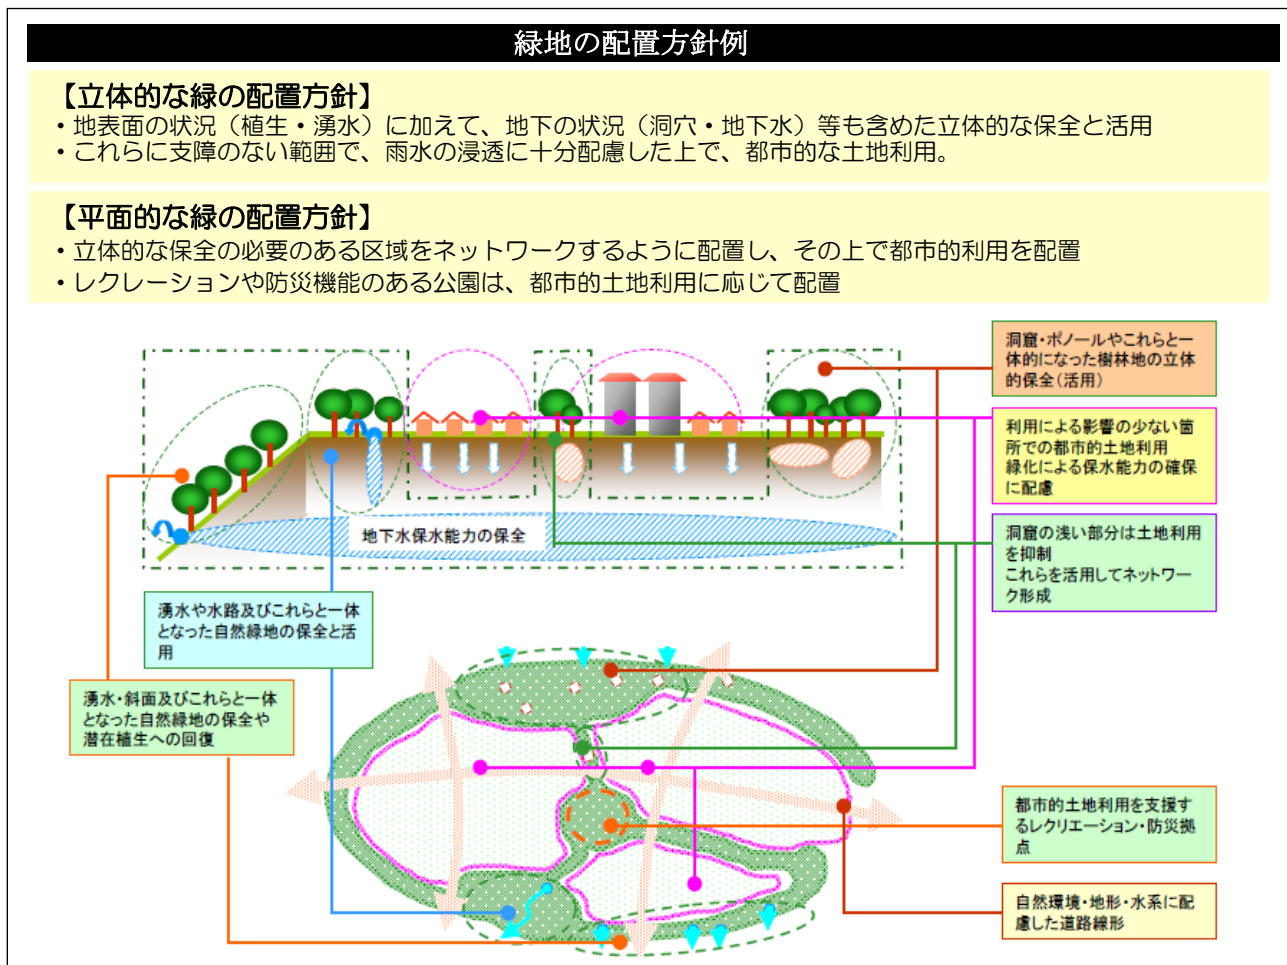 緑地の配置方針例
【立体的な緑の配置方針】
・地表面の状況（植生・湧水）に加えて、地下の状況（洞穴・地下水）等も含めた立体的な保全と活用
・これらに支障のない範囲で、雨水の浸透に十分配慮した上で、都市的な土地利用。
【平面的な緑の配置方針】
・立体的な保全の必要のある区域をネットワークするように配置し、その上で都市的利用を配置
・レクレーションや防災機能のある公園は、都市的土地利用に応じて配置
洞窟・ポノールやこれらと一
体的になった樹林地の立体
的保全(活用)
利用による影響の少ない箇
所での都市的土地利用
緑化による保水能力の確保
に配慮
洞窟の浅い部分は土地利用
を抑制
これらを活用してネットワー
ク形成
地下水保水能力の保全
湧水や水路及びこれらと一体
となった自然緑地の保全と活
用
湧水・斜面及びこれらと一体
となった自然緑地の保全や
潜在植生への回復
都市的土地利用を支援す
るレクリエーション・防災拠
点
自然環境・地形・水系に配
慮した道路線形